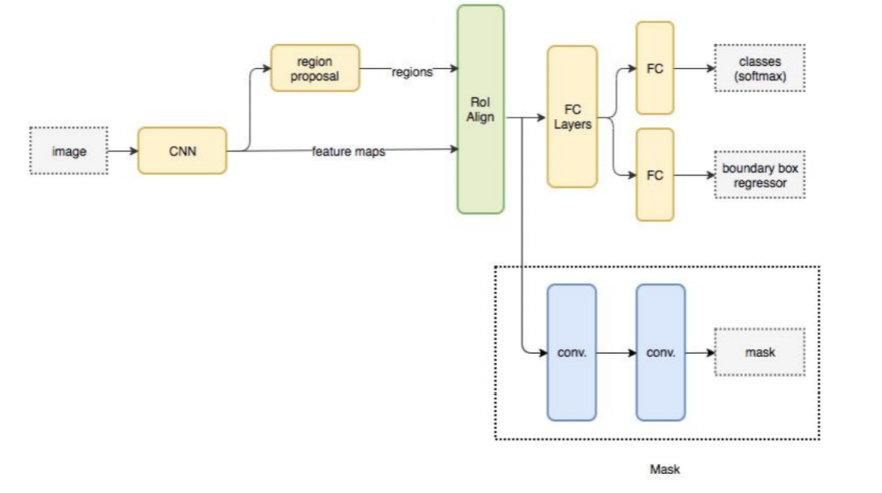 image
CNN
region
proposal
regions
feature maps
RoI
Align
FC
Layers
FC
classes
(softmax)
FC
boundary box
regressor
conv.
conv.
mask
Mask